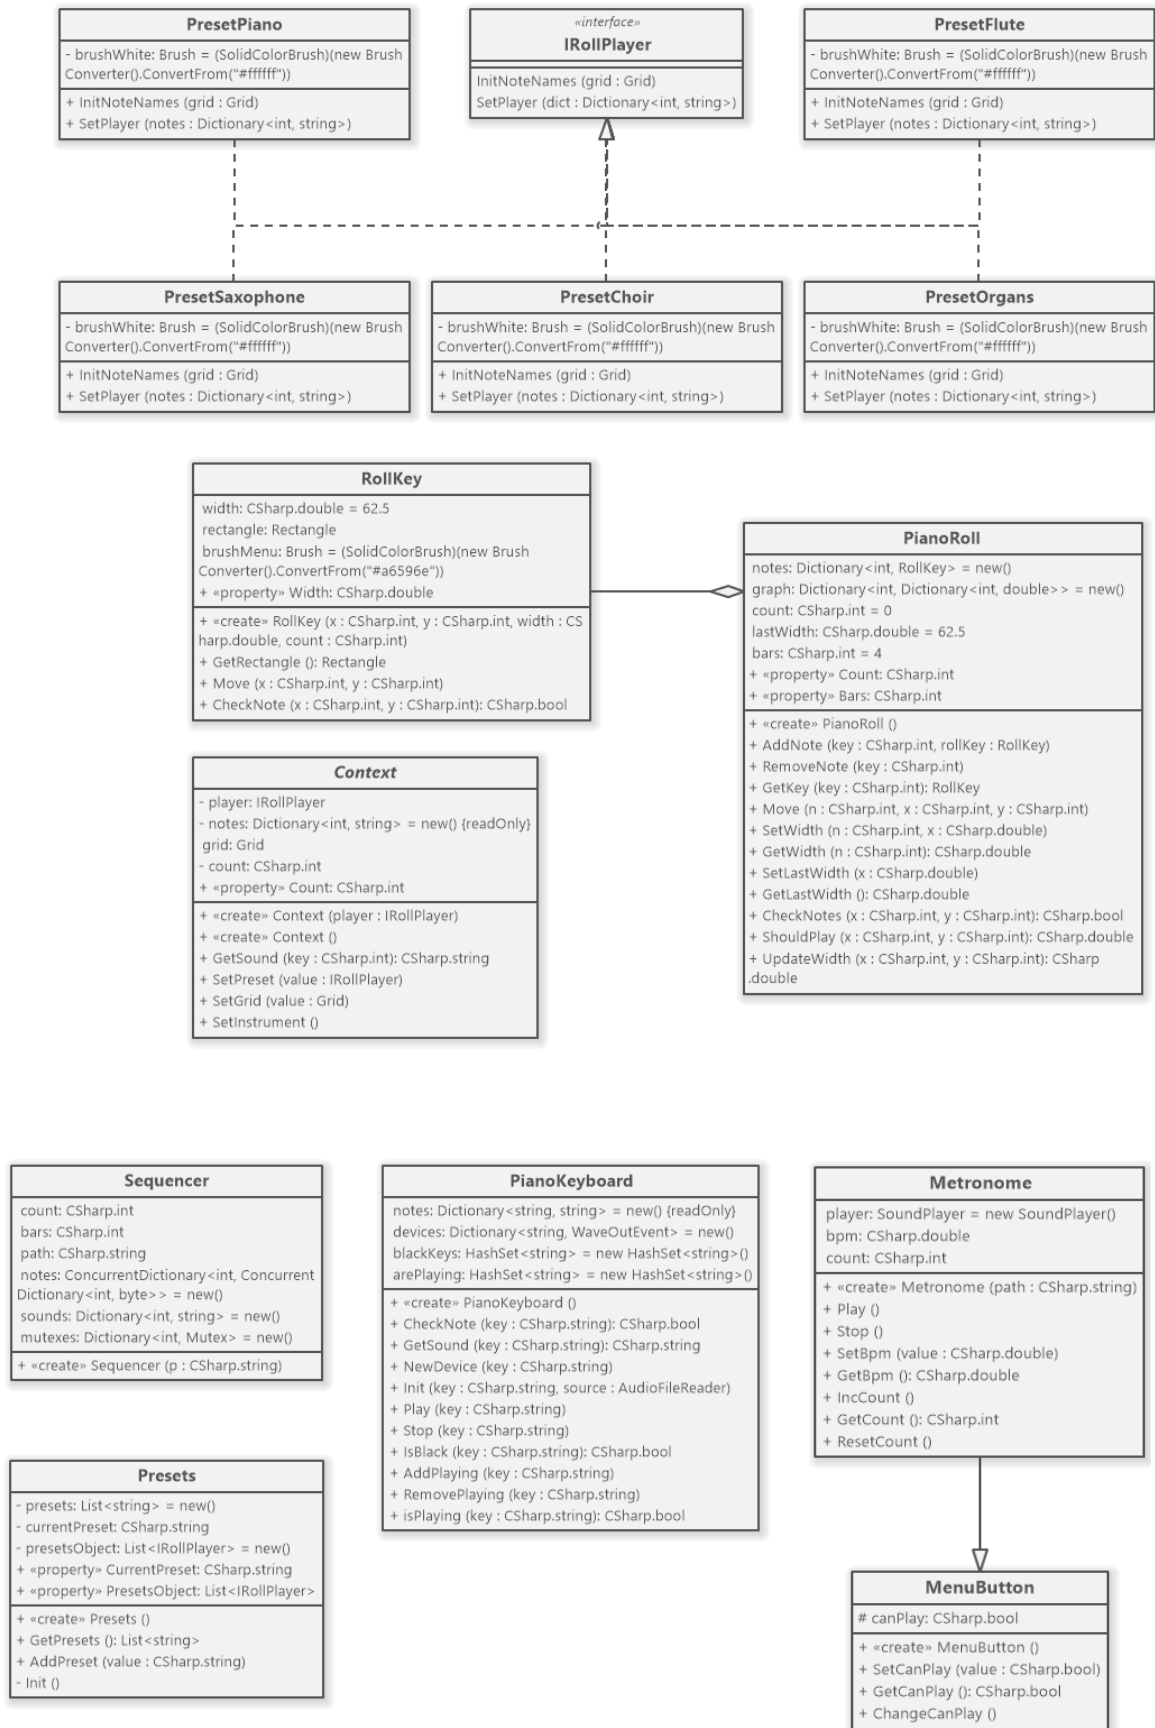 PresetPiano
- brushWhite: Brush = (SolidColorBrush)(new Brush
Converter().ConvertFrom("#ffffff"))
+ InitNoteNames (grid : Grid)
+ SetPlayer (notes : Dictionary<int, string>)
«interface»
IRollPlayer
InitNoteNames (grid : Grid)
SetPlayer (dict : Dictionary<int, string>)
PresetFlute
- brushWhite: Brush = (SolidColorBrush)(new Brush
Converter().ConvertFrom("#ffffff"))
+ InitNoteNames (grid : Grid)
+ SetPlayer (notes : Dictionary<int, string>)
PresetSaxophone
- brushWhite: Brush = (SolidColorBrush)(new Brush
Converter().ConvertFrom("#ffffff"))
+ InitNoteNames (grid : Grid)
+ SetPlayer (notes : Dictionary<int, string>)
PresetChoir
- brushWhite: Brush = (SolidColorBrush)(new Brush
Converter().ConvertFrom("#ffffff"))
+ InitNoteNames (grid : Grid)
+ SetPlayer (notes : Dictionary<int, string>)
PresetOrgans
- brushWhite: Brush = (SolidColorBrush)(new Brush
Converter().ConvertFrom("#ffffff"))
+ InitNoteNames (grid : Grid)
+ SetPlayer (notes : Dictionary<int, string>)
RollKey
width: CSharp.double = 62.5
rectangle: Rectangle
brushMenu: Brush = (SolidColorBrush)(new Brush
Converter().ConvertFrom("#a6596e"))
+ «property» Width: CSharp.double
+ «create» RollKey (x : CSharp.int, y : CSharp.int, width : CS
harp.double, count : CSharp.int)
+ GetRectangle (): Rectangle
+ Move (x : CSharp.int, y : CSharp.int)
+ CheckNote (x : CSharp.int, y : CSharp.int): CSharp.bool
PianoRoll
notes: Dictionary<int, RollKey> = new()
graph: Dictionary<int, Dictionary<int, double>> = new()
count: CSharp.int = 0
lastWidth: CSharp.double = 62.5
bars: CSharp.int = 4
+ «property» Count: CSharp.int
+ «property» Bars: CSharp.int
+ «create» PianoRoll ()
+ AddNote (key : CSharp.int, rollKey : RollKey)
+ RemoveNote (key : CSharp.int)
+ GetKey (key : CSharp.int): RollKey
+ Move (n : CSharp.int, x : CSharp.int, y : CSharp.int)
+ SetWidth (n : CSharp.int, x : CSharp.double)
+ GetWidth (n : CSharp.int): CSharp.double
+ SetLastWidth (x : CSharp.double)
+ GetLastWidth (): CSharp.double
+ CheckNotes (x : CSharp.int, y : CSharp.int): CSharp.bool
+ ShouldPlay (x : CSharp.int, y : CSharp.int): CSharp.double
+ UpdateWidth (x : CSharp.int, y : CSharp.int): CSharp
.double
Context
- player: IRollPlayer
- notes: Dictionary<int, string> = new() {readOnly}
grid: Grid
- count: CSharp.int
+ «property» Count: CSharp.int
+ «create» Context (player : IRollPlayer)
+ «create» Context ()
+ GetSound (key : CSharp.int): CSharp.string
+ SetPreset (value : IRollPlayer)
+ SetGrid (value : Grid)
+ SetInstrument ()
Sequencer
count: CSharp.int
bars: CSharp.int
path: CSharp.string
notes: ConcurrentDictionary<int, Concurrent
Dictionary<int, byte>> = new()
sounds: Dictionary<int, string> = new()
mutexes: Dictionary<int, Mutex> = new()
+ «create» Sequencer (p : CSharp.string)
PianoKeyboard
notes: Dictionary<string, string> = new() {readOnly}
devices: Dictionary<string, WaveOutEvent> = new()
blackKeys: HashSet<string> = new HashSet<string>()
arePlaying: HashSet<string> = new HashSet<string>()
+ «create» PianoKeyboard ()
+ CheckNote (key : CSharp.string): CSharp.bool
+ GetSound (key : CSharp.string): CSharp.string
+ NewDevice (key : CSharp.string)
+ Init (key : CSharp.string, source : AudioFileReader)
+ Play (key : CSharp.string)
+ Stop (key : CSharp.string)
+ IsBlack (key : CSharp.string): CSharp.bool
+ AddPlaying (key : CSharp.string)
+ RemovePlaying (key : CSharp.string)
+ isPlaying (key : CSharp.string): CSharp.bool
Metronome
player: SoundPlayer = new SoundPlayer()
bpm: CSharp.double
count: CSharp.int
+ «create» Metronome (path : CSharp.string)
+ Play ()
+ Stop ()
+ SetBpm (value : CSharp.double)
+ GetBpm (): CSharp.double
+ IncCount ()
+ GetCount (): CSharp.int
+ ResetCount ()
Presets
- presets: List<string> = new()
- currentPreset: CSharp.string
- presetsObject: List<IRollPlayer> = new()
+ «property» CurrentPreset: CSharp.string
+ «property» PresetsObject: List<IRollPlayer>
+ «create» Presets ()
+ GetPresets (): List<string>
+ AddPreset (value : CSharp.string)
- Init ()
MenuButton
# canPlay: CSharp.bool
+ «create» MenuButton ()
+ SetCanPlay (value : CSharp.bool)
+ GetCanPlay (): CSharp.bool
+ ChangeCanPlay ()